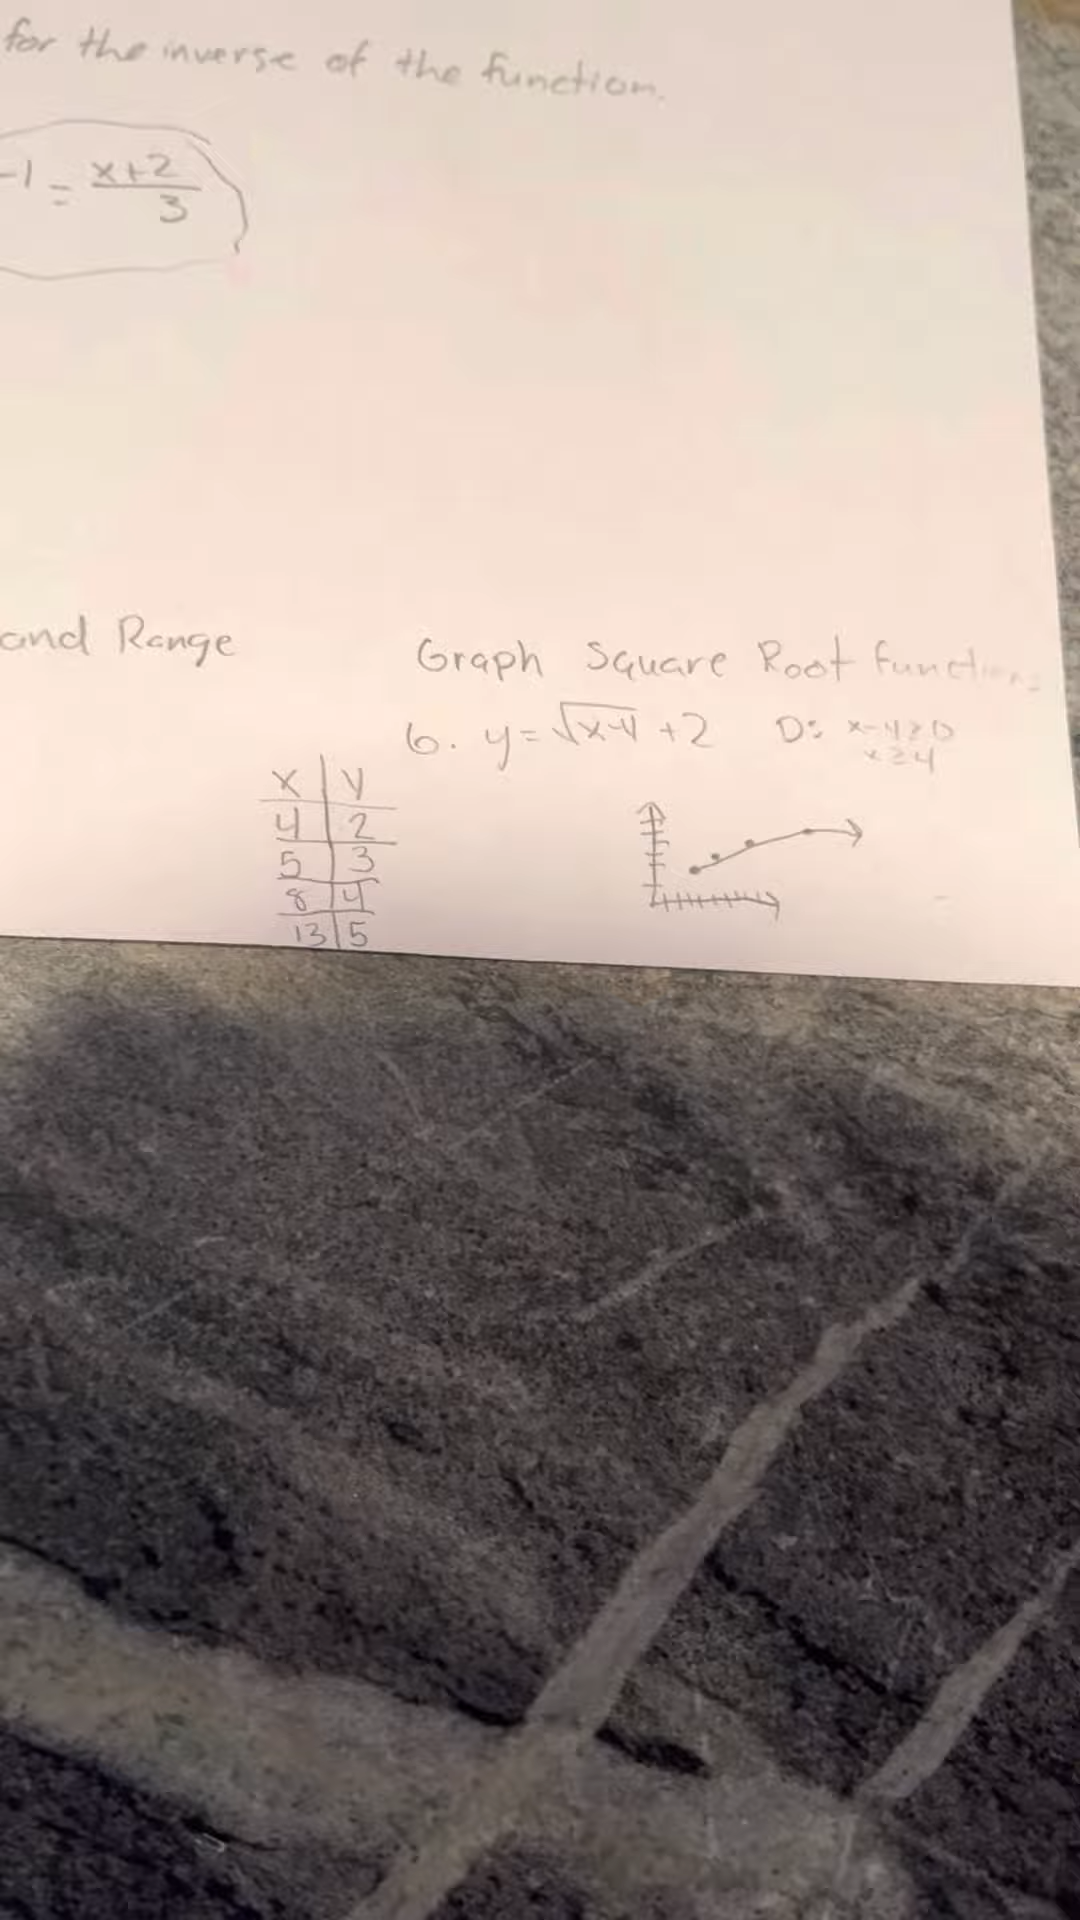 for the inverse of the function.
-1 = x+2
3
and Range
Graph Square Root functions
6. y = √x-4 + 2 D: x-4≥0
x≥4
x y
4 2
5 3
8 4
13 5